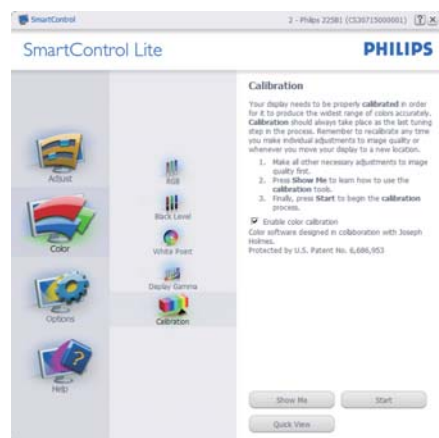 SmartControl
2 - Philips 225B1 (CS30715000001)
SmartControl Lite
PHILIPS
Adjust
Color
Options
Help
RGB
Black Level
White Point
Display Gamma
Calibration
Calibration
Your display needs to be properly calibrated in order
for it to produce the widest range of colors accurately.
Calibration should always take place as the last tuning
step in the process. Remember to recalibrate any time
you make individual adjustments to image quality or
whenever you move your display to a new location.
1. Make all other necessary adjustments to image
quality first.
2. Press Show Me to learn how to use the
calibration tools.
3. Finally, press Start to begin the calibration
process.
Enable color calibration
Color software designed in collaboration with Joseph
Holmes.
Protected by U.S. Patent No. 6,686,953
Show Me
Start
Quick View